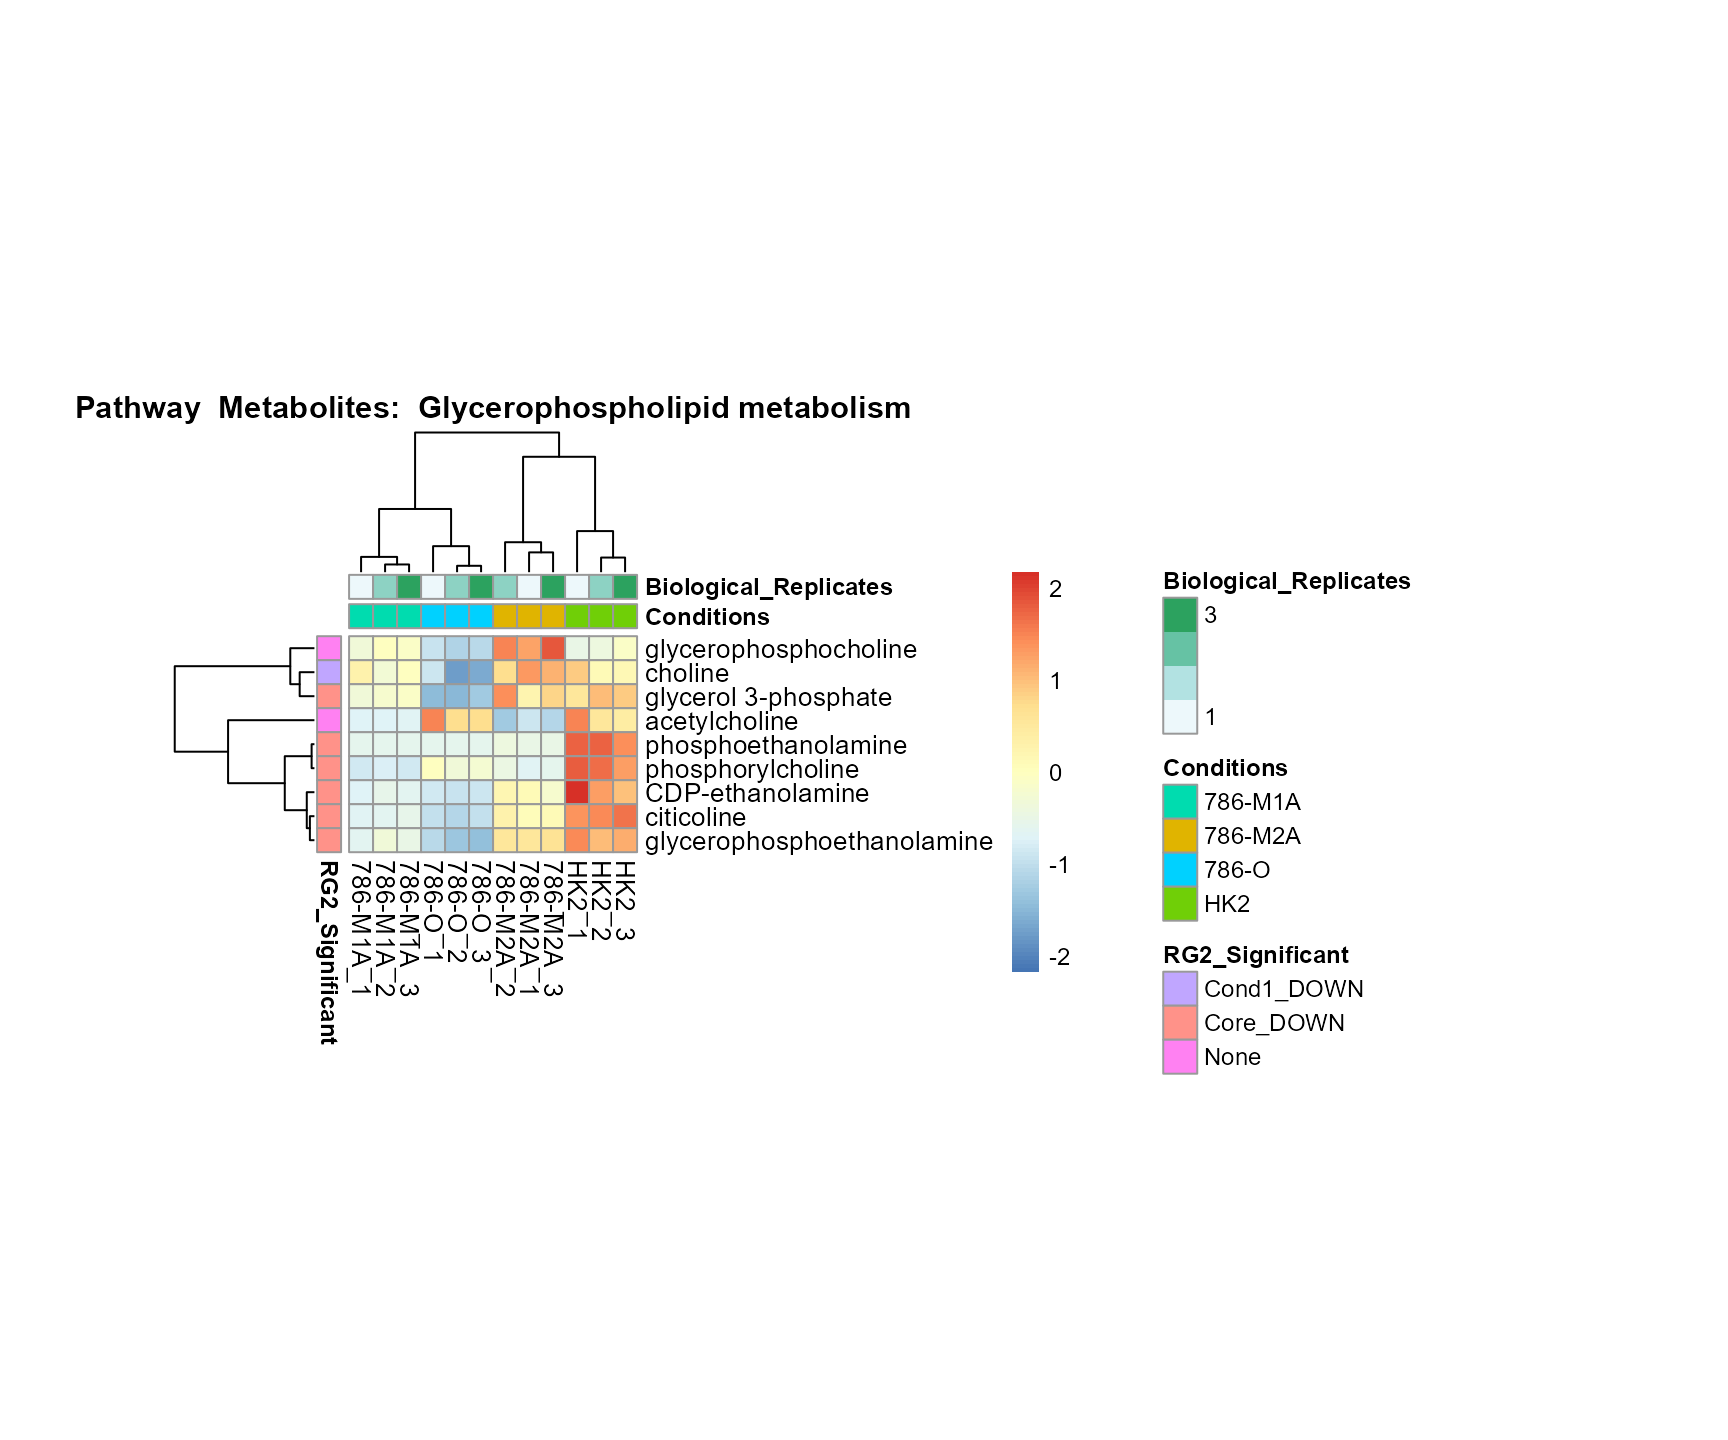 Pathway Metabolites: Glycerophospholipid metabolism
Biological_Replicates
Conditions
glycerophosphocholine
choline
glycerol 3-phosphate
acetylcholine
phosphoethanolamine
phosphorylcholine
CDP-ethanolamine
citicoline
glycerophosphoethanolamine
RG2_Significant
786-M1A_1
786-M1A_2
786-M1A_3
786-O_1
786-O_2
786-O_3
786-M2A_2
786-M2A_1
786-M2A_3
HK2_1
HK2_2
HK2_3
2
1
0
-1
-2
Biological_Replicates
3
1
Conditions
786-M1A
786-M2A
786-O
HK2
RG2_Significant
Cond1_DOWN
Core_DOWN
None